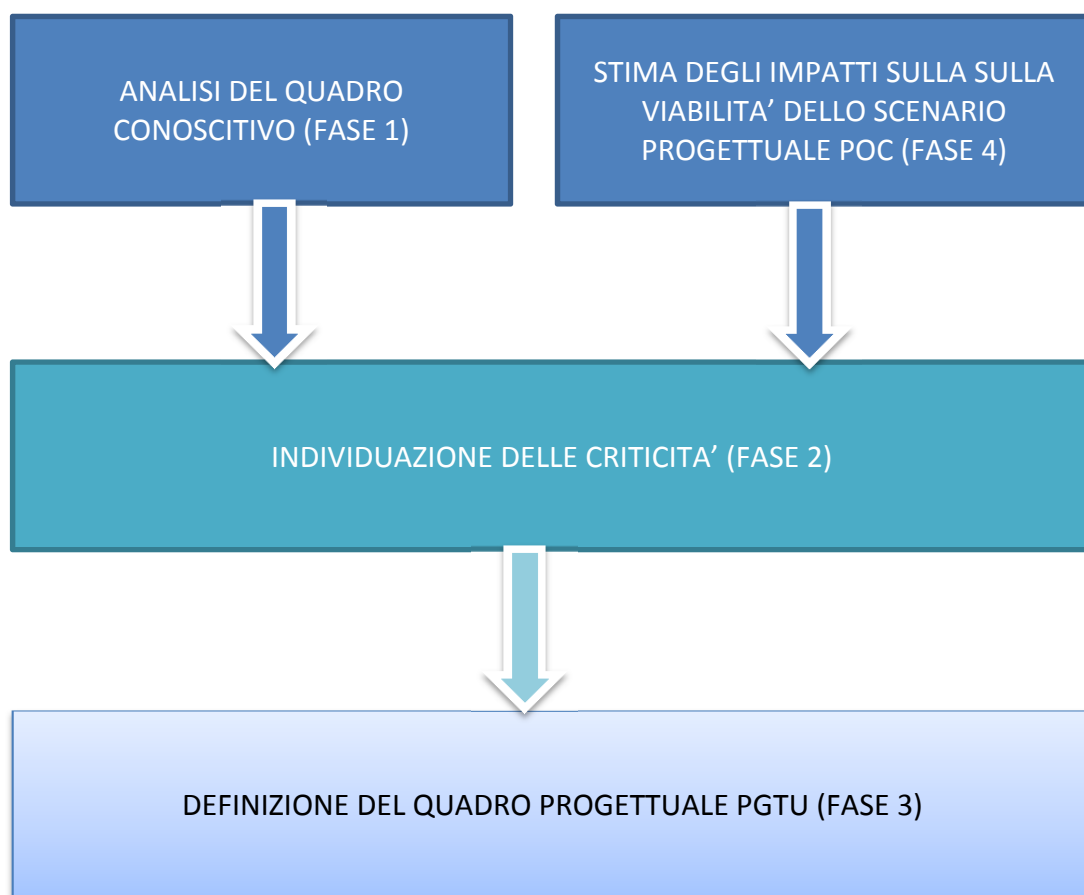 ANALISI DEL QUADRO
CONOSCITIVO (FASE 1)
STIMA DEGLI IMPATTI SULLA SULLA
VIABILITA’ DELLO SCENARIO
PROGETTUALE POC (FASE 4)
INDIVIDUAZIONE DELLE CRITICITA’ (FASE 2)
DEFINIZIONE DEL QUADRO PROGETTUALE PGTU (FASE 3)